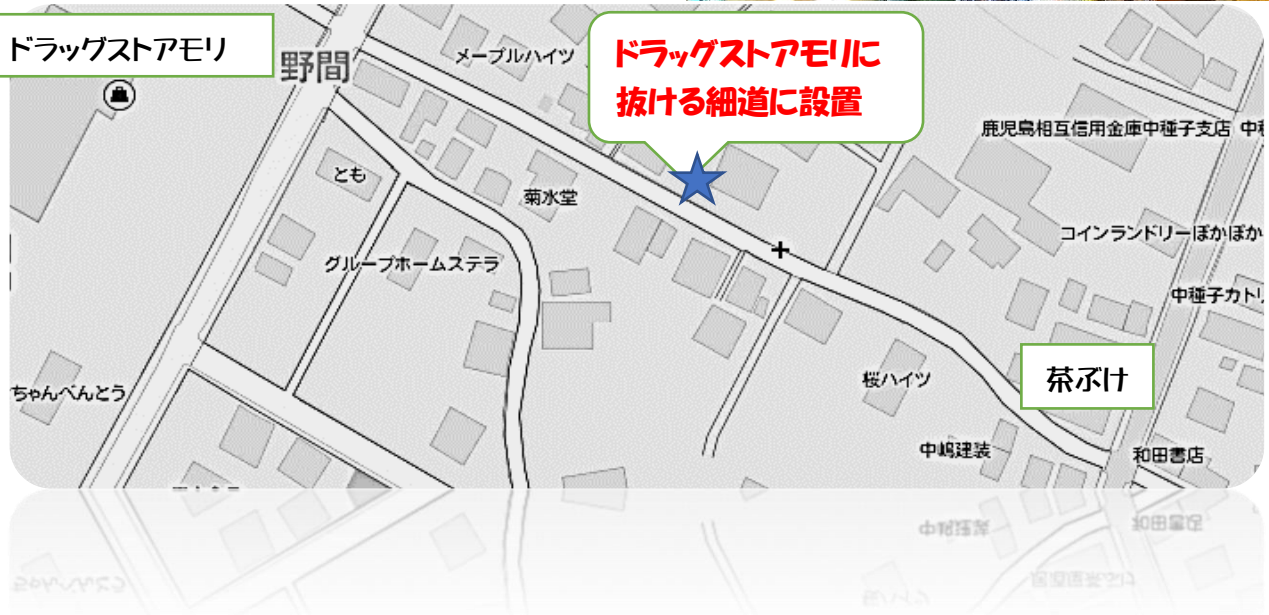 ドラッグストアモリ
野間
メープルハイツ
ドラッグストアモリに
抜ける細道に設置
鹿児島相互信用金庫中種子支店
とも
菊水堂
グループホームステラ
コインランドリーぽかぽか
中種子カトリ
ちゃんべんとう
桜ハイツ
茶ぶけ
中嶋建装
和田書店